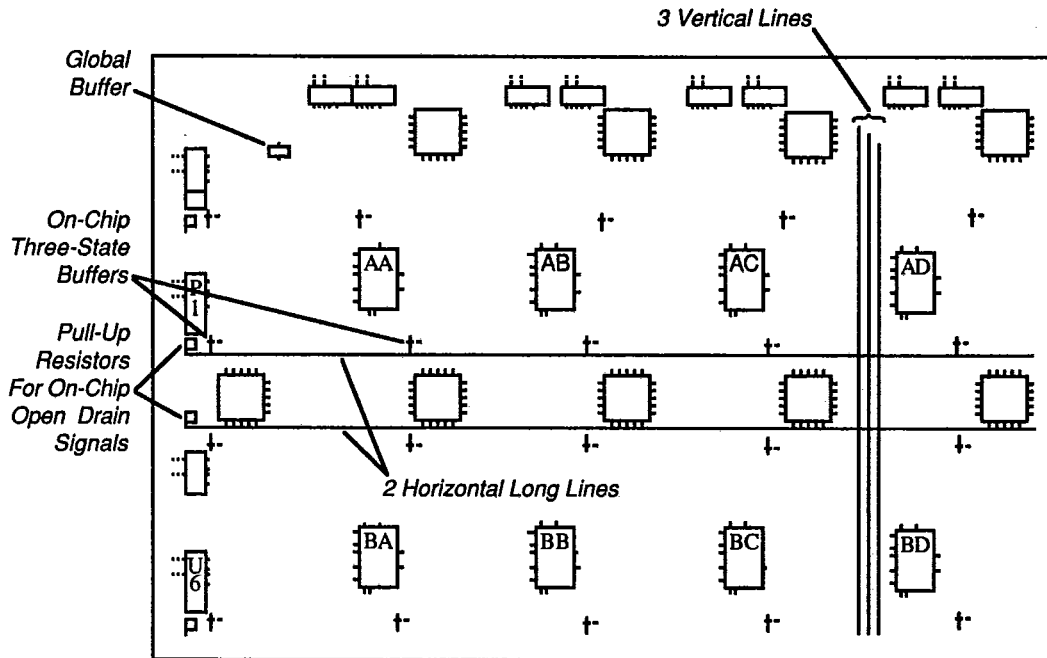 3 Vertical Lines
Global
Buffer
On-Chip
Three-State
Buffers
AA
AB
AC
AD
P
1
Pull-Up
Resistors
For On-Chip
Open Drain
Signals
2 Horizontal Long Lines
BA
BB
BC
BD
U
6